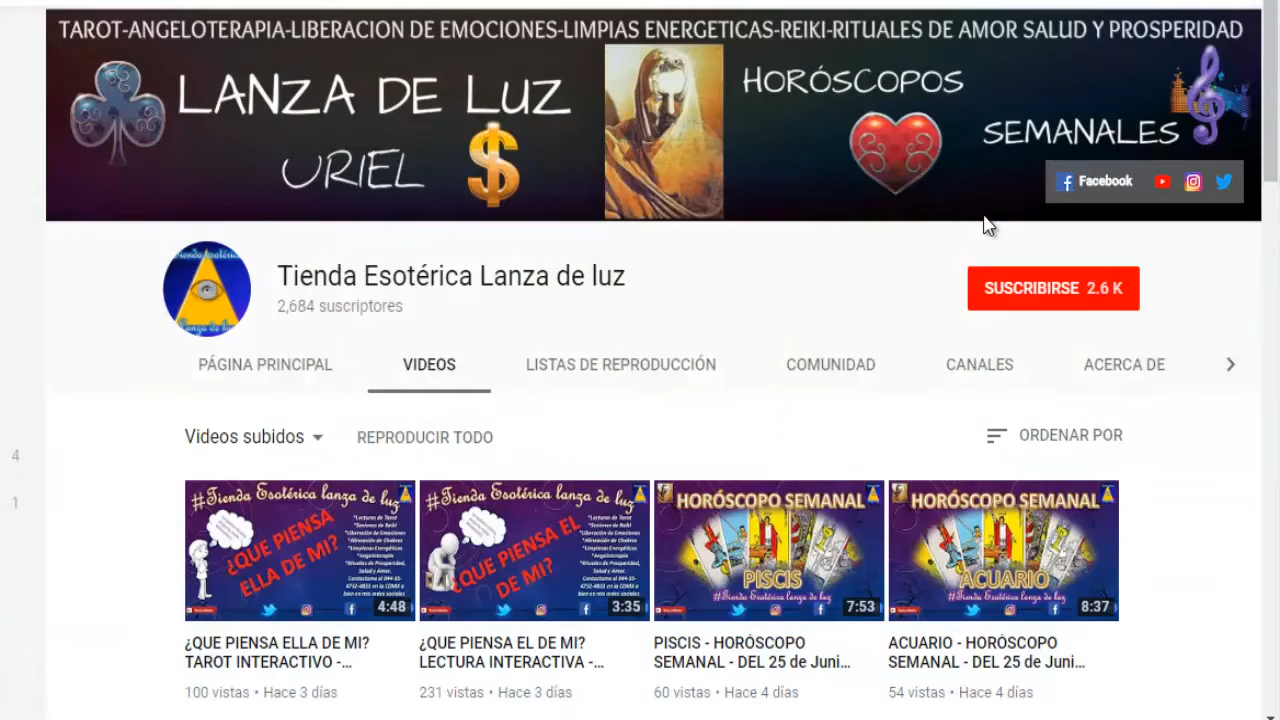 TAROT-ANGELOTERAPIA-LIBERACION DE EMOCIONES-LIMPIAS ENERGETICAS-REIKI-RITUALES DE AMOR SALUD Y PROSPERIDAD
LANZA DE LUZ
URIEL
HORÓSCOPOS
SEMANALES
Facebook
Tienda Esotérica
Lanza de luz
Tienda Esotérica Lanza de luz
2,684 suscriptores
SUSCRIBIRSE 2.6 K
PÁGINA PRINCIPAL VIDEOS LISTAS DE REPRODUCCIÓN COMUNIDAD CANALES ACERCA DE
Videos subidos REPRODUCIR TODO ORDENAR POR
4
1
#Tienda Esotérica lanza de luz
¿QUE PIENSA
ELLA DE MI?
4:48
#Tienda Esotérica lanza de luz
¿QUE PIENSA EL
DE MI?
3:35
HORÓSCOPO SEMANAL
PISCIS
#Tienda Esotérica lanza de luz
7:53
HORÓSCOPO SEMANAL
ACUARIO
#Tienda Esotérica lanza de luz
8:37
¿QUE PIENSA ELLA DE MI?
TAROT INTERACTIVO -...
100 vistas • Hace 3 días
¿QUE PIENSA EL DE MI?
LECTURA INTERACTIVA -...
231 vistas • Hace 3 días
PISCIS - HORÓSCOPO
SEMANAL - DEL 25 de Juni...
60 vistas • Hace 4 días
ACUARIO - HORÓSCOPO
SEMANAL - DEL 25 de Juni...
54 vistas • Hace 4 días